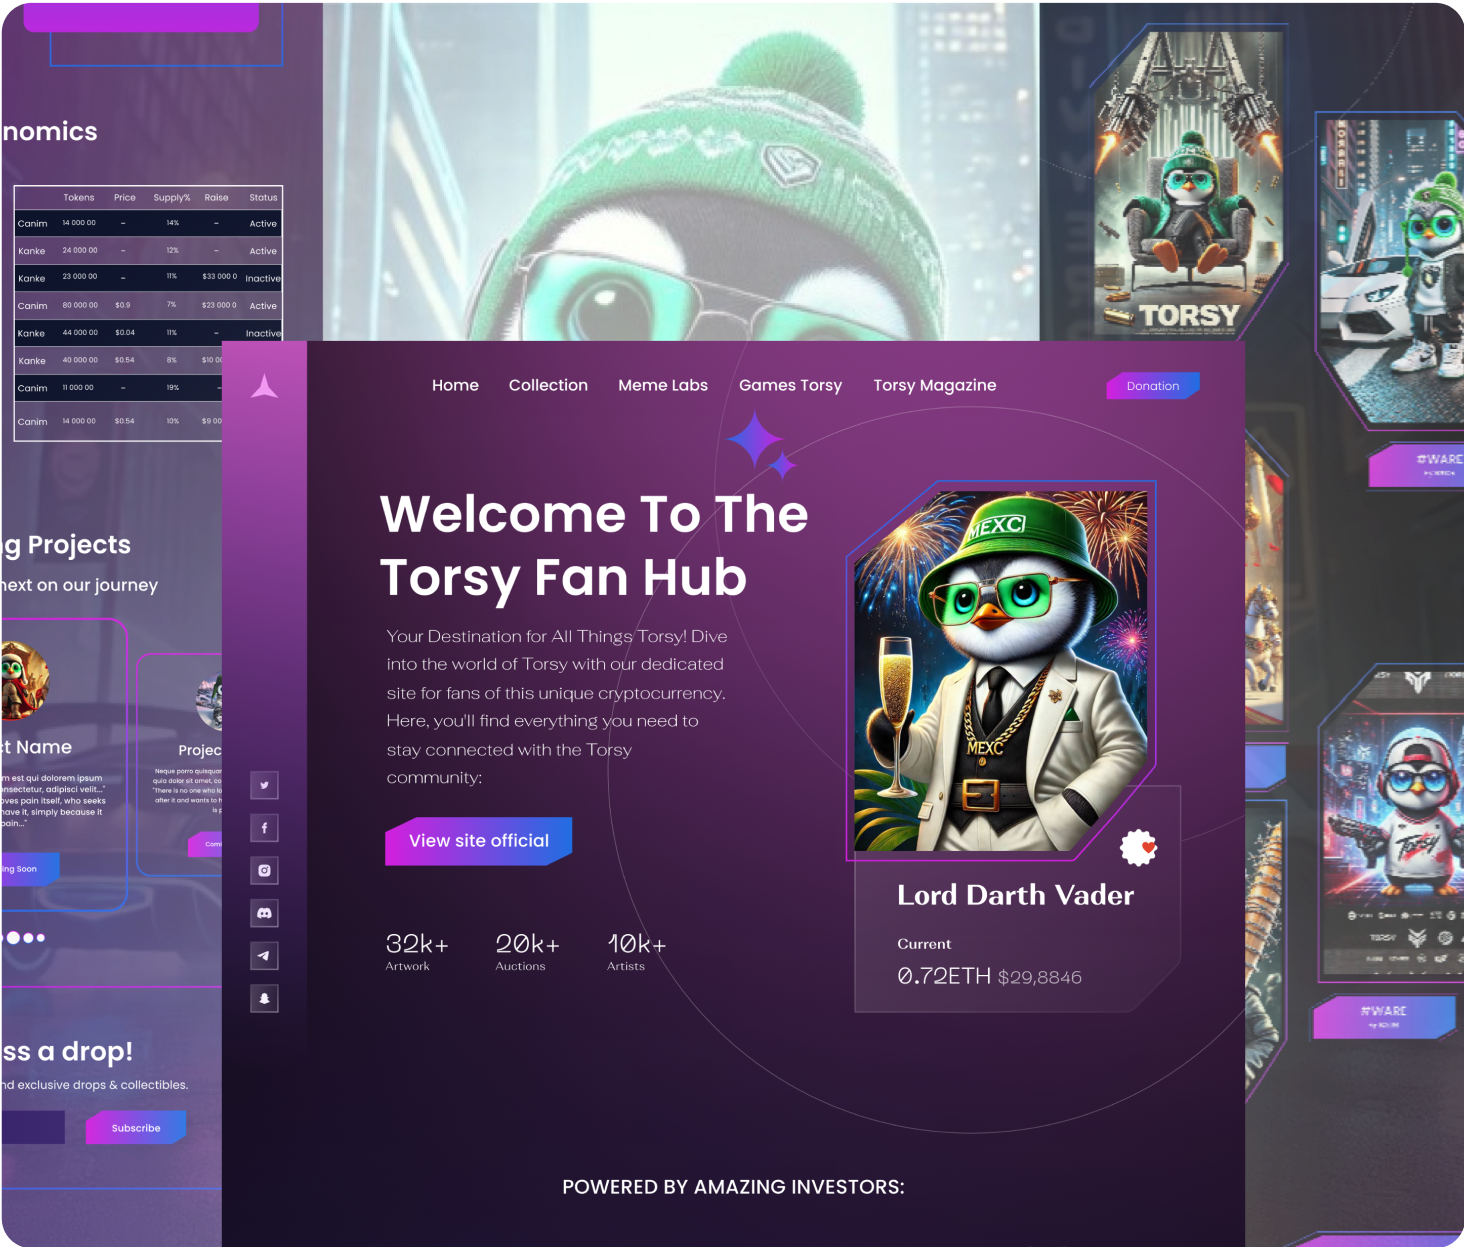 nomics
Tokens Price Supply% Raise Status
Canim 14 000 00 – 14% – Active
Kanke 24 000 00 – 12% – Active
Kanke 23 000 00 – 11% $33 000 0 Inactive
Canim 80 000 00 $0.9 7% $23 000 0 Active
Kanke 44 000 00 $0.04 11% – Inactive
Kanke 40 000 00 $0.54 8% $10 00
Canim 11 000 00 – 19% –
Canim 14 000 00 $0.54 10% $9 00
g Projects
next on our journey
ct Name
m est qui dolorem ipsum
onsectetur, adipisci velit..."
oves pain itself, who seeks
have it, simply because it
pain..."
ing Soon
Projec
Neque porro quisquar
quia dolor sit amet, co
"There is no one who lo
after it and wants to h
is p
Comi
ss a drop!
nd exclusive drops & collectibles.
Subscribe
Home Collection Meme Labs Games Torsy Torsy Magazine Donation
Welcome To The
Torsy Fan Hub
Your Destination for All Things Torsy! Dive
into the world of Torsy with our dedicated
site for fans of this unique cryptocurrency.
Here, you'll find everything you need to
stay connected with the Torsy
community:
View site official
32k+ 20k+ 10k+
Artwork Auctions Artists
MEXC
MEXC
Lord Darth Vader
Current
0.72ETH $29,8846
POWERED BY AMAZING INVESTORS:
TORSY
#WARE
Torsy
TORSY
#WARE